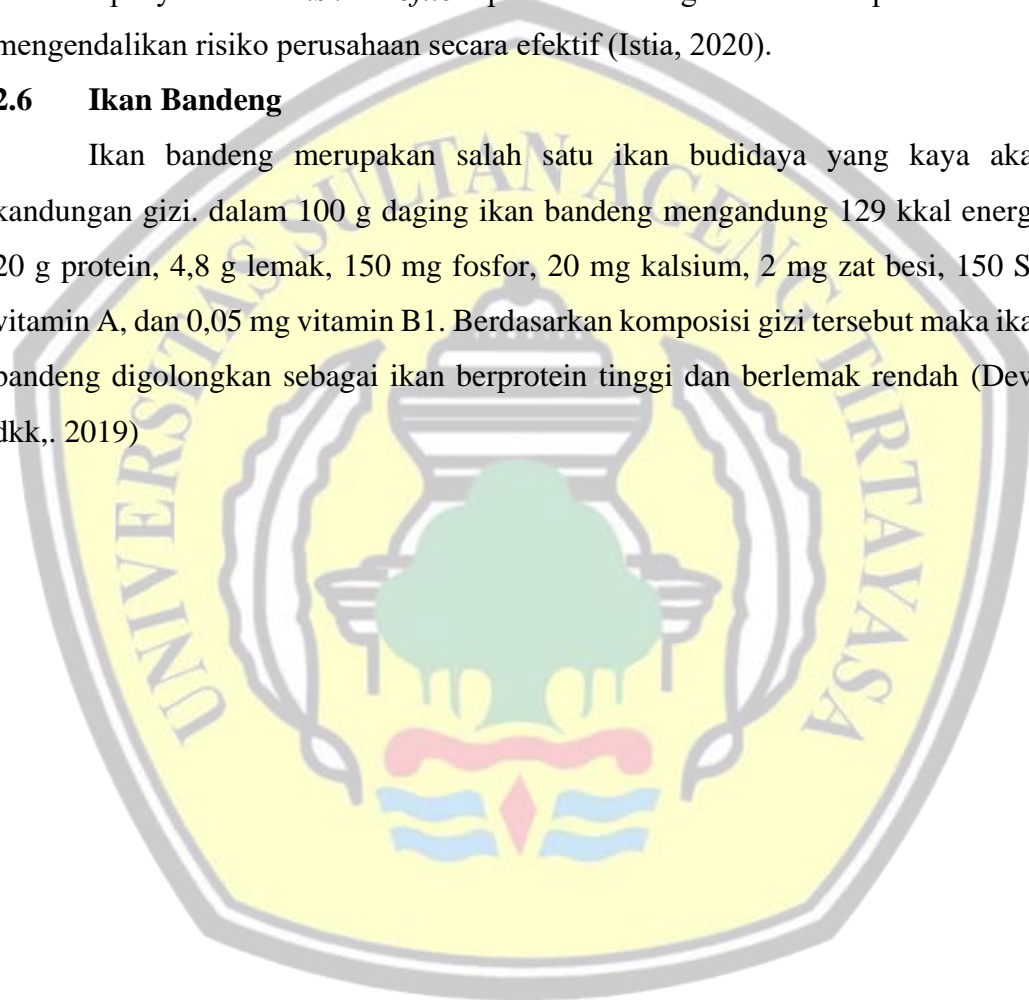 mengendalikan risiko perusahaan secara efektif (Istia, 2020).
2.6 Ikan Bandeng
Ikan bandeng merupakan salah satu ikan budidaya yang kaya aka
kandungan gizi. dalam 100 g daging ikan bandeng mengandung 129 kkal energ
20 g protein, 4,8 g lemak, 150 mg fosfor, 20 mg kalsium, 2 mg zat besi, 150 S
vitamin A, dan 0,05 mg vitamin B1. Berdasarkan komposisi gizi tersebut maka ika
bandeng digolongkan sebagai ikan berprotein tinggi dan berlemak rendah (Dew
dkk,. 2019)
UNIVERSITAS SULTAN AGENG TIRTAYASA